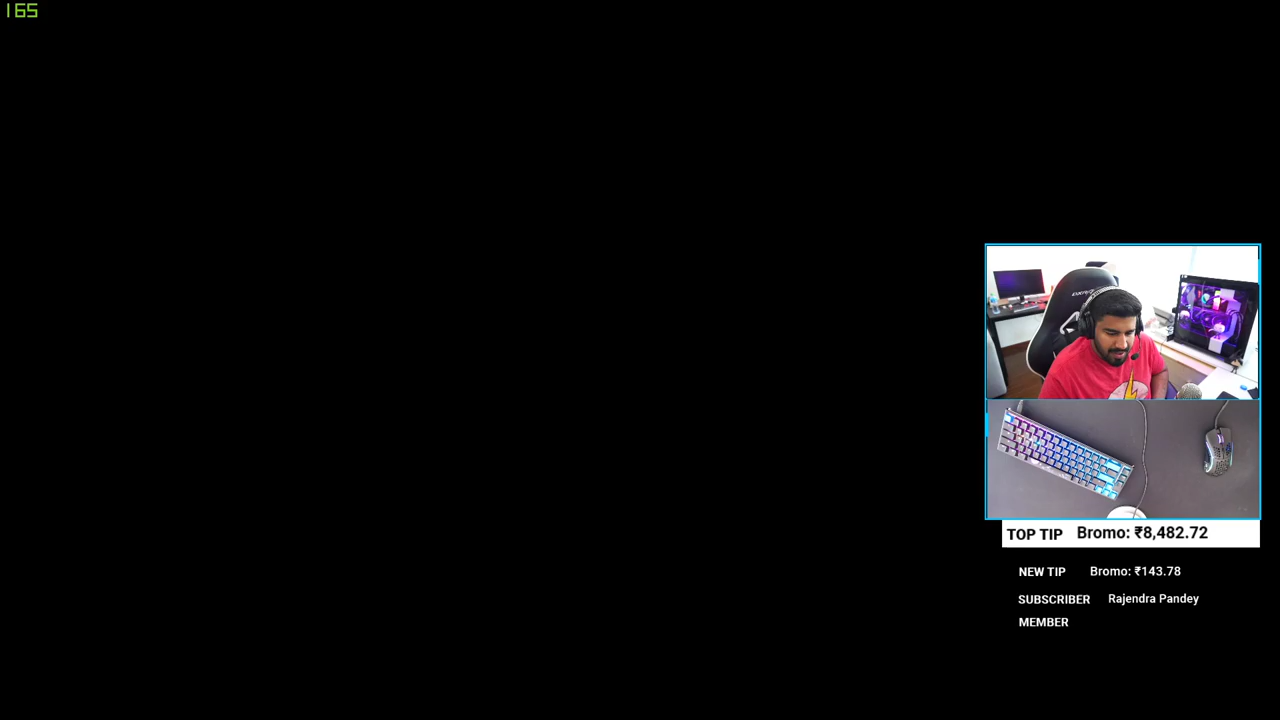 165
TOP TIP Bromo: ₹8,482.72
NEW TIP Bromo: ₹143.78
SUBSCRIBER Rajendra Pandey
MEMBER